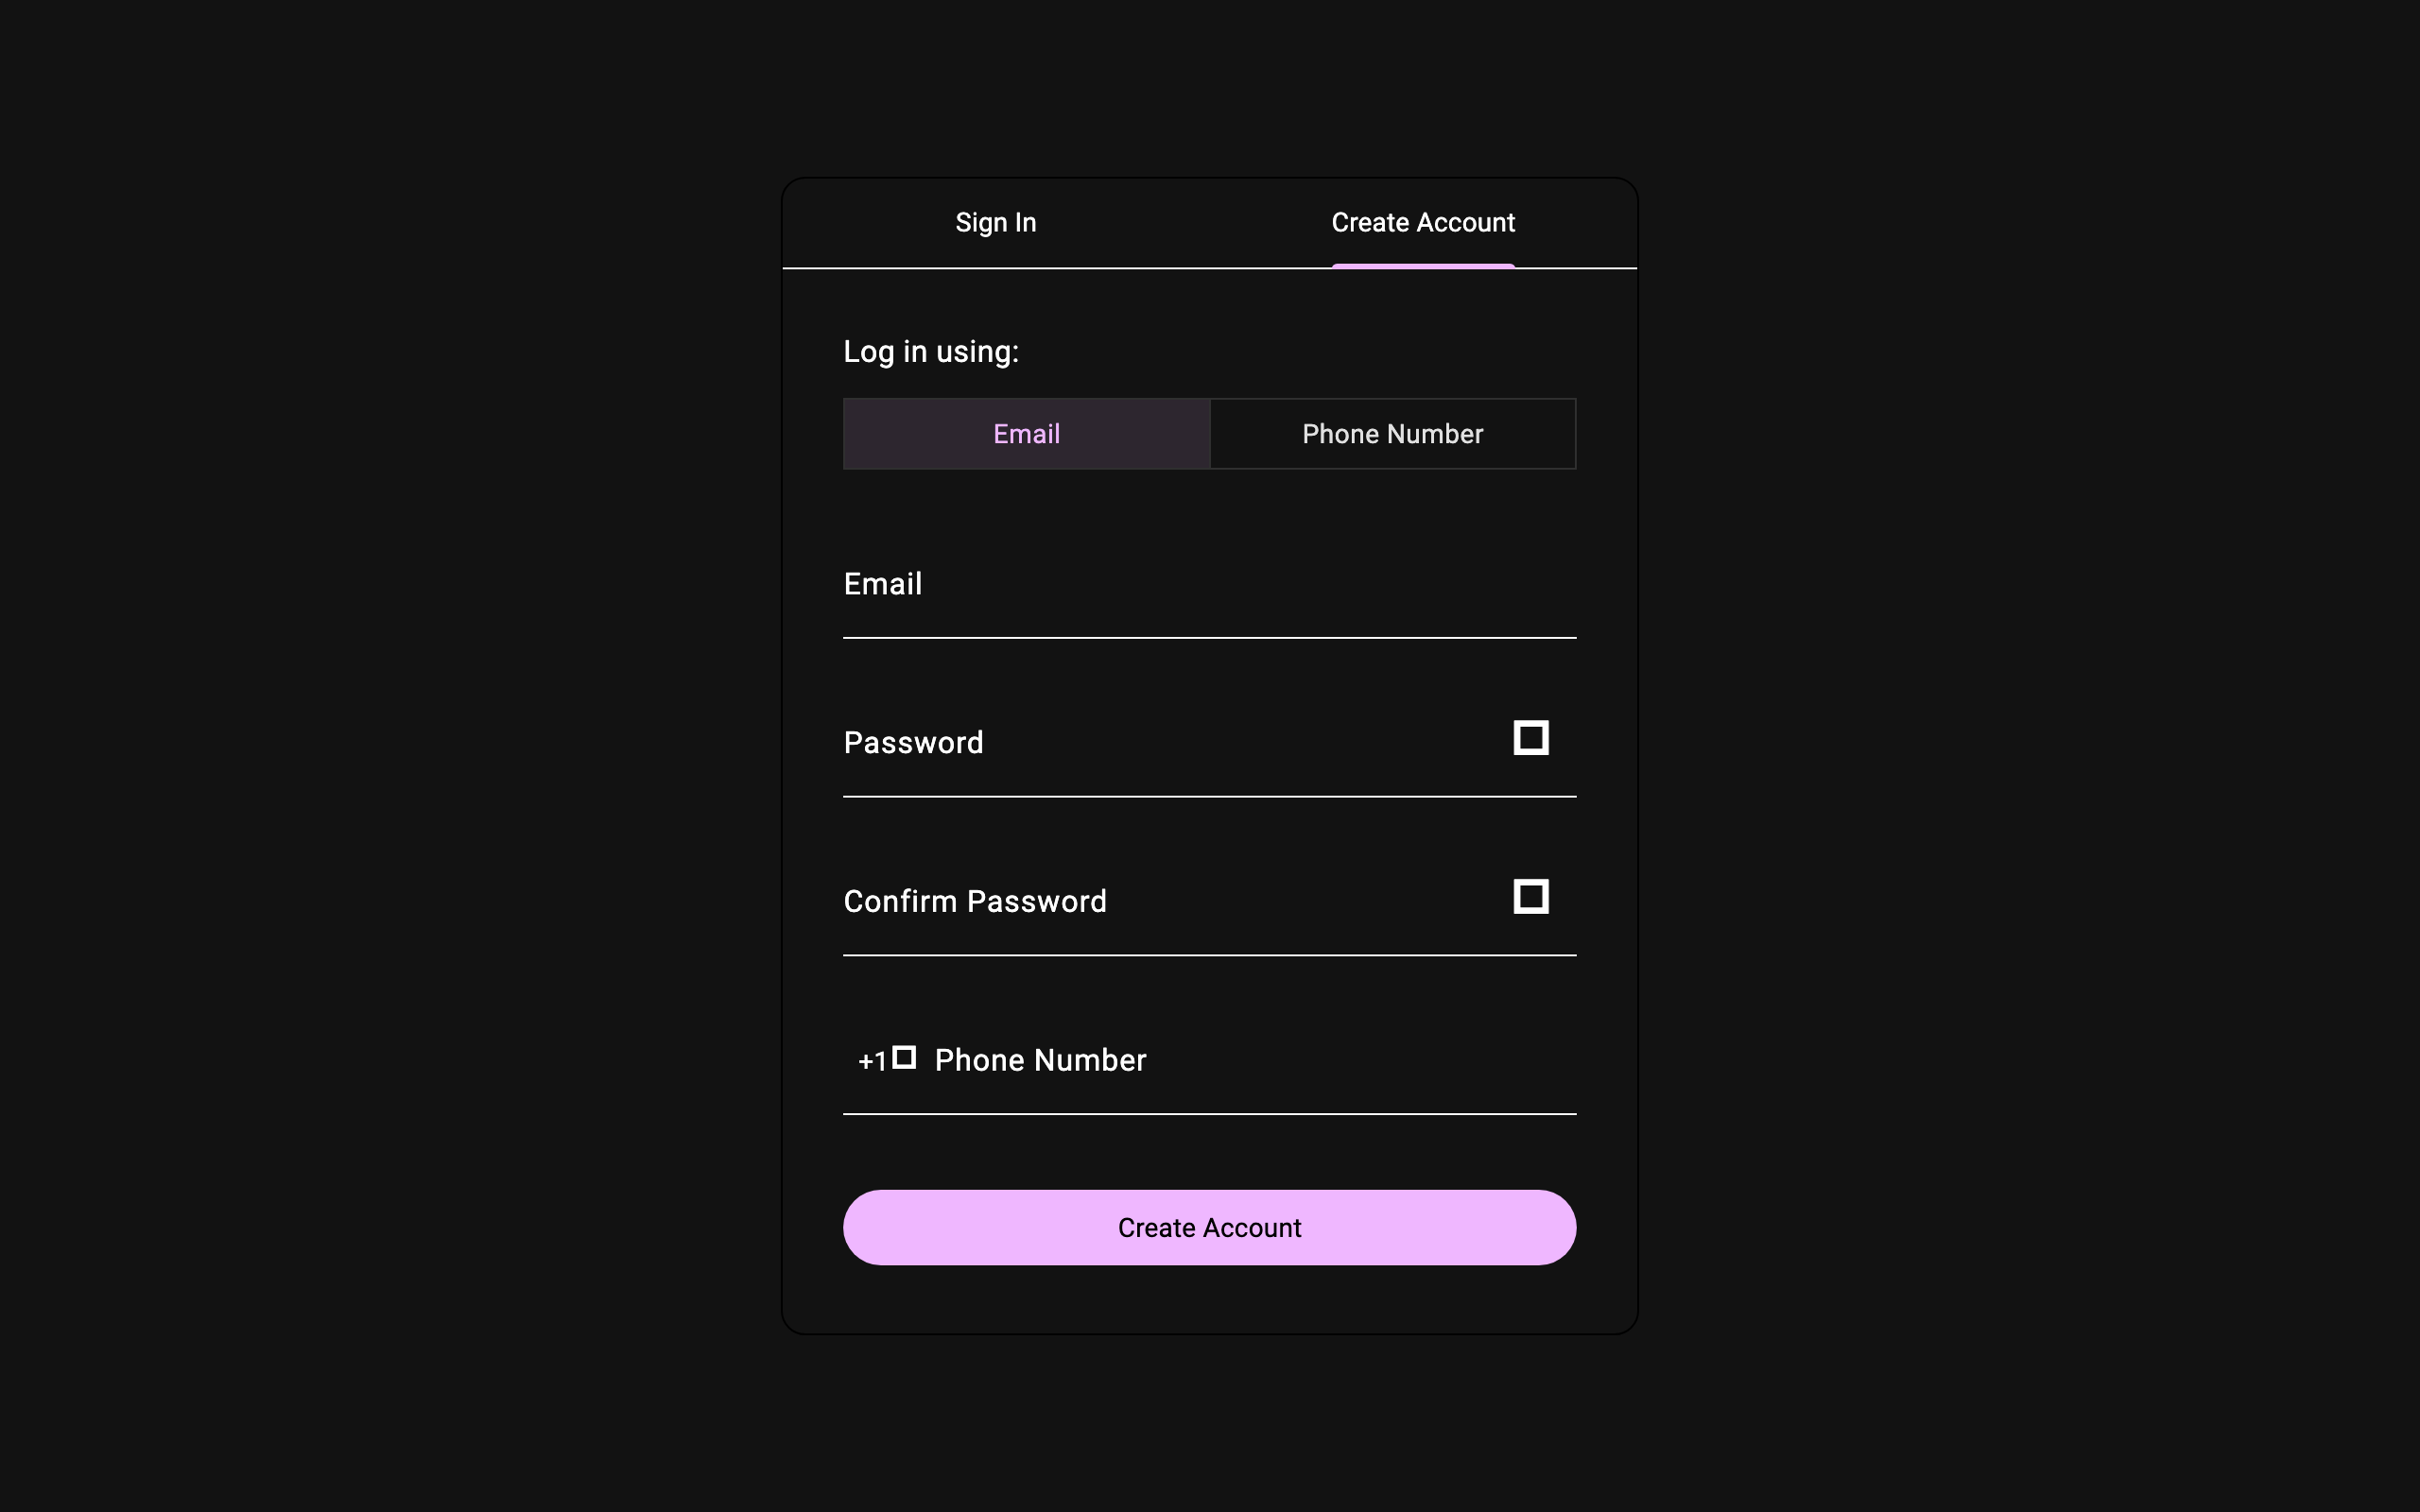 Sign In Create Account
Log in using:
Email Phone Number
Email
Password
Confirm Password
+1 Phone Number
Create Account